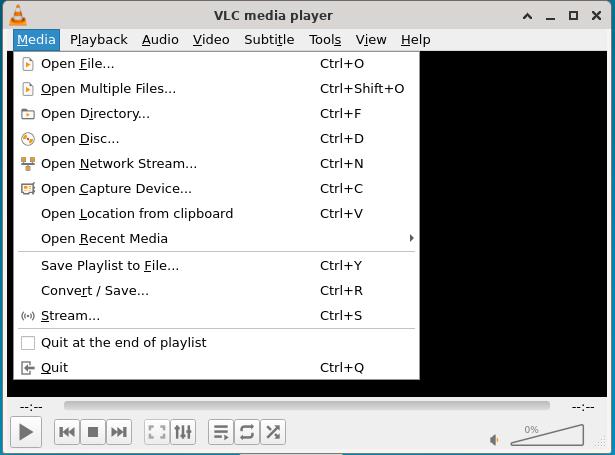 VLC media player
Media Playback Audio Video Subtitle Tools View Help
Open File... Ctrl+O
Open Multiple Files... Ctrl+Shift+O
Open Directory... Ctrl+F
Open Disc... Ctrl+D
Open Network Stream... Ctrl+N
Open Capture Device... Ctrl+C
Open Location from clipboard Ctrl+V
Open Recent Media
Save Playlist to File... Ctrl+Y
Convert / Save... Ctrl+R
Stream... Ctrl+S
Quit at the end of playlist
Quit Ctrl+Q
--:-- --:--
0%